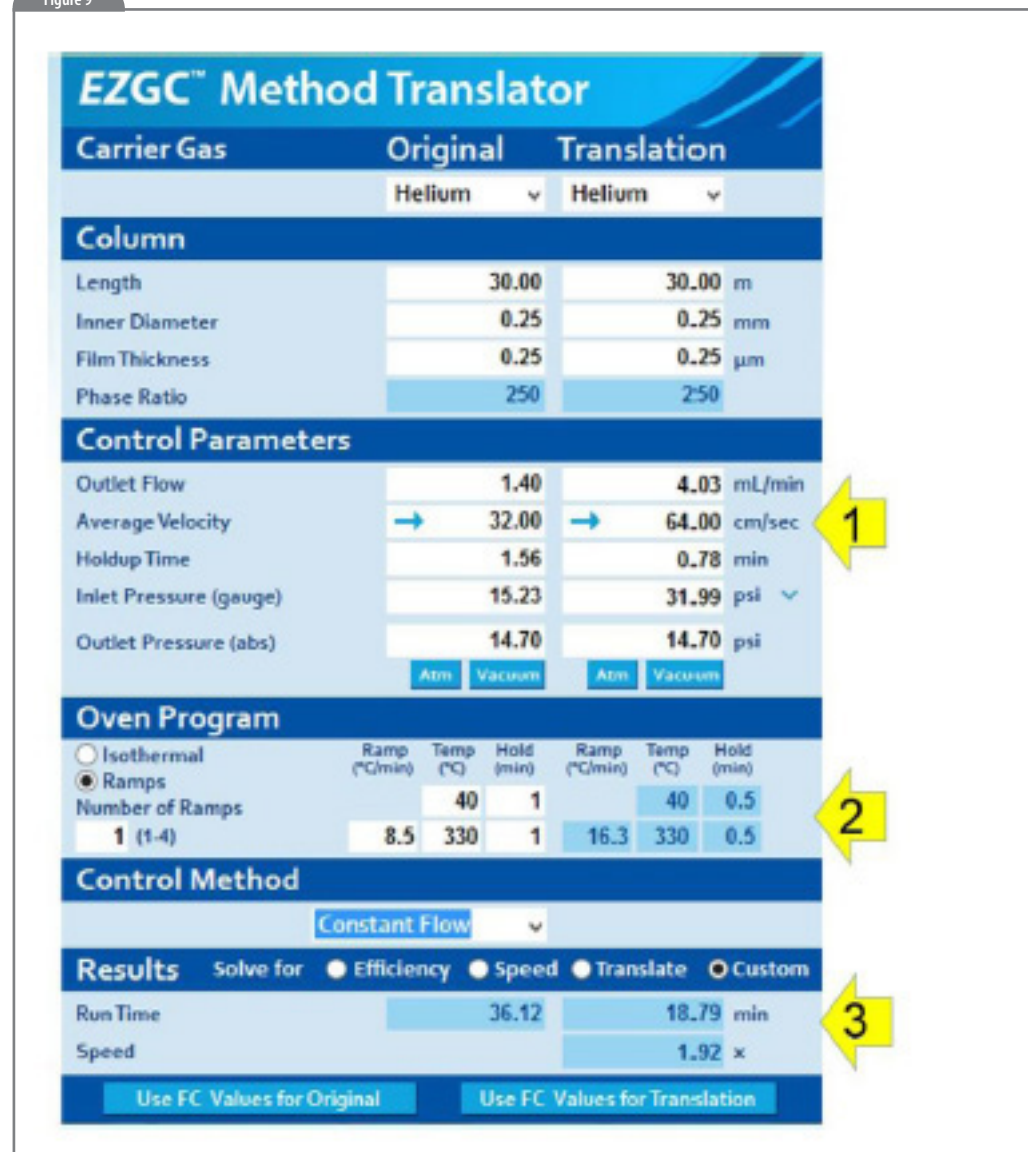 Figure 9
EZGC™ Method Translator
Carrier Gas Original Translation
Helium Helium
Column
Length 30.00 30.00 m
Inner Diameter 0.25 0.25 mm
Film Thickness 0.25 0.25 µm
Phase Ratio 250 250
Control Parameters
Outlet Flow 1.40 4.03 mL/min
Average Velocity → 32.00 → 64.00 cm/sec 1
Holdup Time 1.56 0.78 min
Inlet Pressure (gauge) 15.23 31.99 psi
Outlet Pressure (abs) 14.70 14.70 psi
Atm Vacuum Atm Vacuum
Oven Program
Isothermal Ramp Temp Hold Ramp Temp Hold
Ramps (°C/min) (°C) (min) (°C/min) (°C) (min)
Number of Ramps 40 1 40 0.5 2
1 (1-4) 8.5 330 1 16.3 330 0.5
Control Method
Constant Flow
Results Solve for Efficiency Speed Translate Custom
Run Time 36.12 18.79 min 3
Speed 1.92 x
Use FC Values for Original Use FC Values for Translation